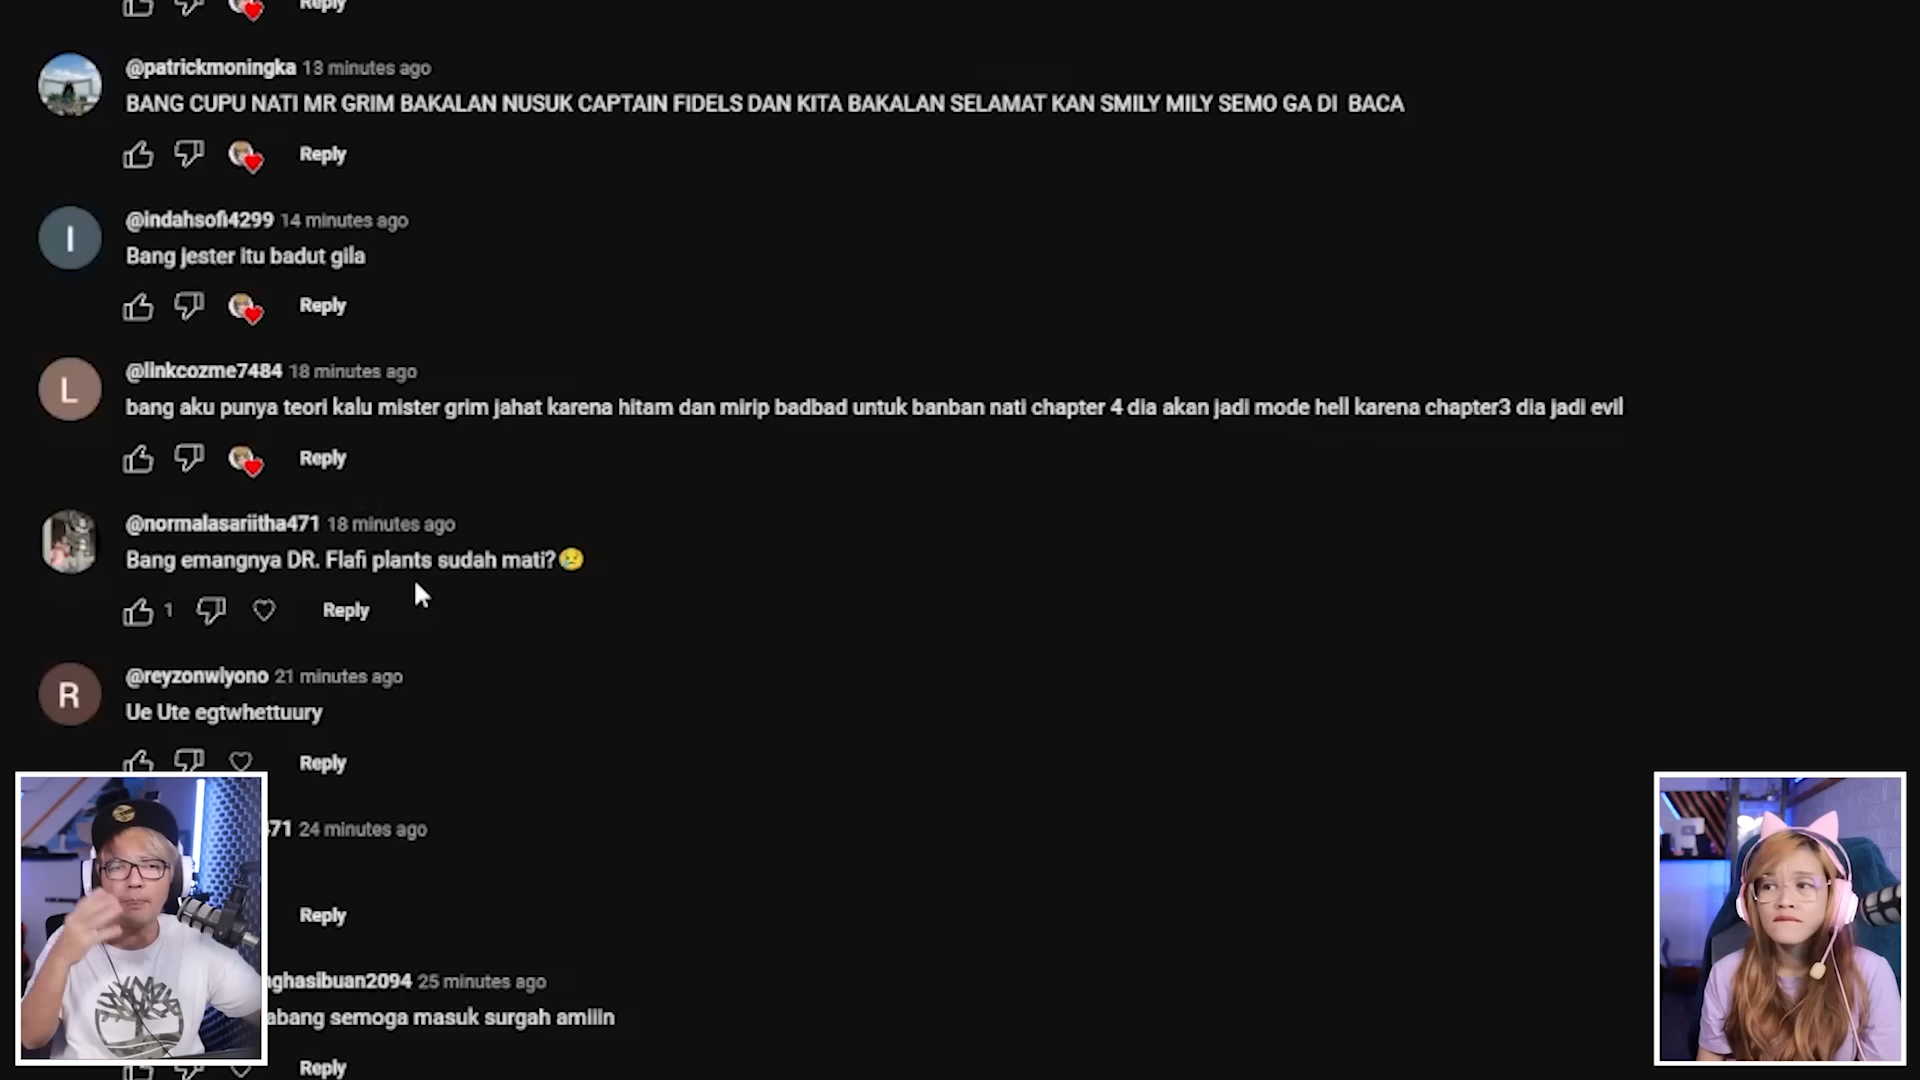 Reply
@patrickmoningka 13 minutes ago
BANG CUPU NATI MR GRIM BAKALAN NUSUK CAPTAIN FIDELS DAN KITA BAKALAN SELAMAT KAN SMILY MILY SEMO GA DI BACA
Reply
I
@indahsofi4299 14 minutes ago
Bang jester itu badut gila
Reply
L
@linkcozme7484 18 minutes ago
bang aku punya teori kalu mister grim jahat karena hitam dan mirip badbad untuk banban nati chapter 4 dia akan jadi mode hell karena chapter3 dia jadi evil
Reply
@normalasariitha471 18 minutes ago
Bang emangnya DR. Flafi plants sudah mati?😢
1 Reply
R
@reyzonwiyono 21 minutes ago
Ue Ute egtwhettuury
Reply
471 24 minutes ago
Reply
nghasibuan2094 25 minutes ago
abang semoga masuk surgah amiiin
Reply